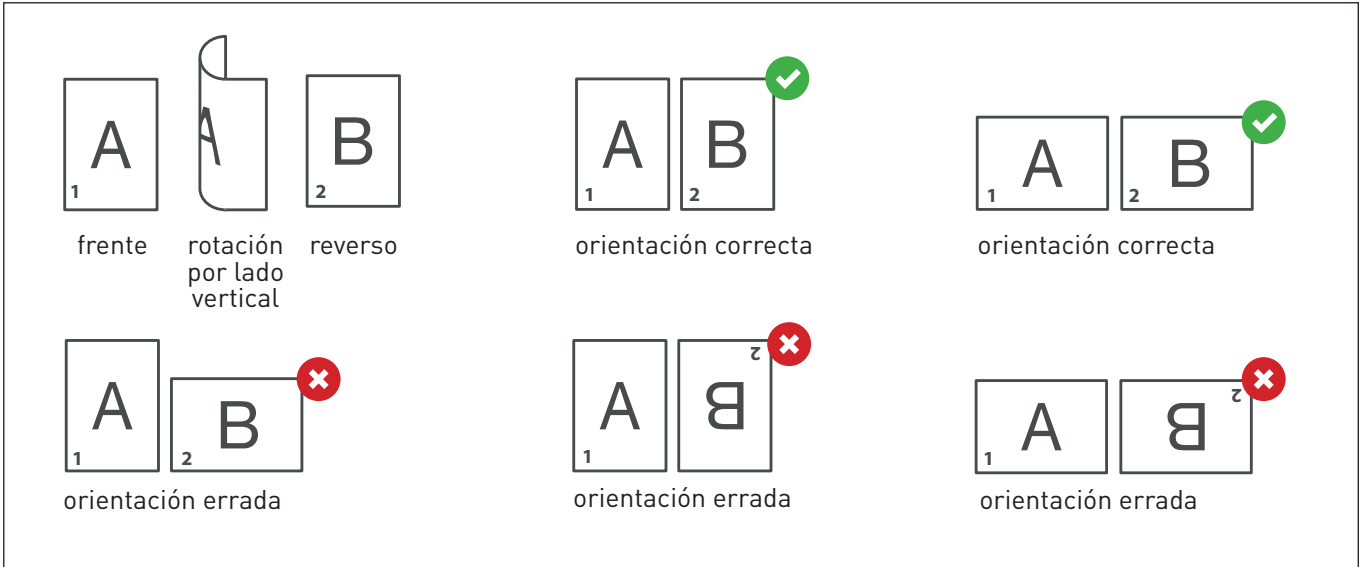 A
1
A
B
2
frente
rotación
por lado
vertical
reverso
A
1
B
2
orientación correcta
A
1
B
2
orientación correcta
A
1
B
2
orientación errada
A
1
B
2
orientación errada
A
1
B
2
orientación errada